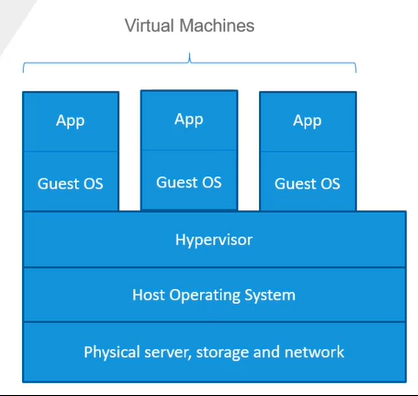 Virtual Machines
App
App
App
Guest OS
Guest OS
Guest OS
Hypervisor
Host Operating System
Physical server, storage and network